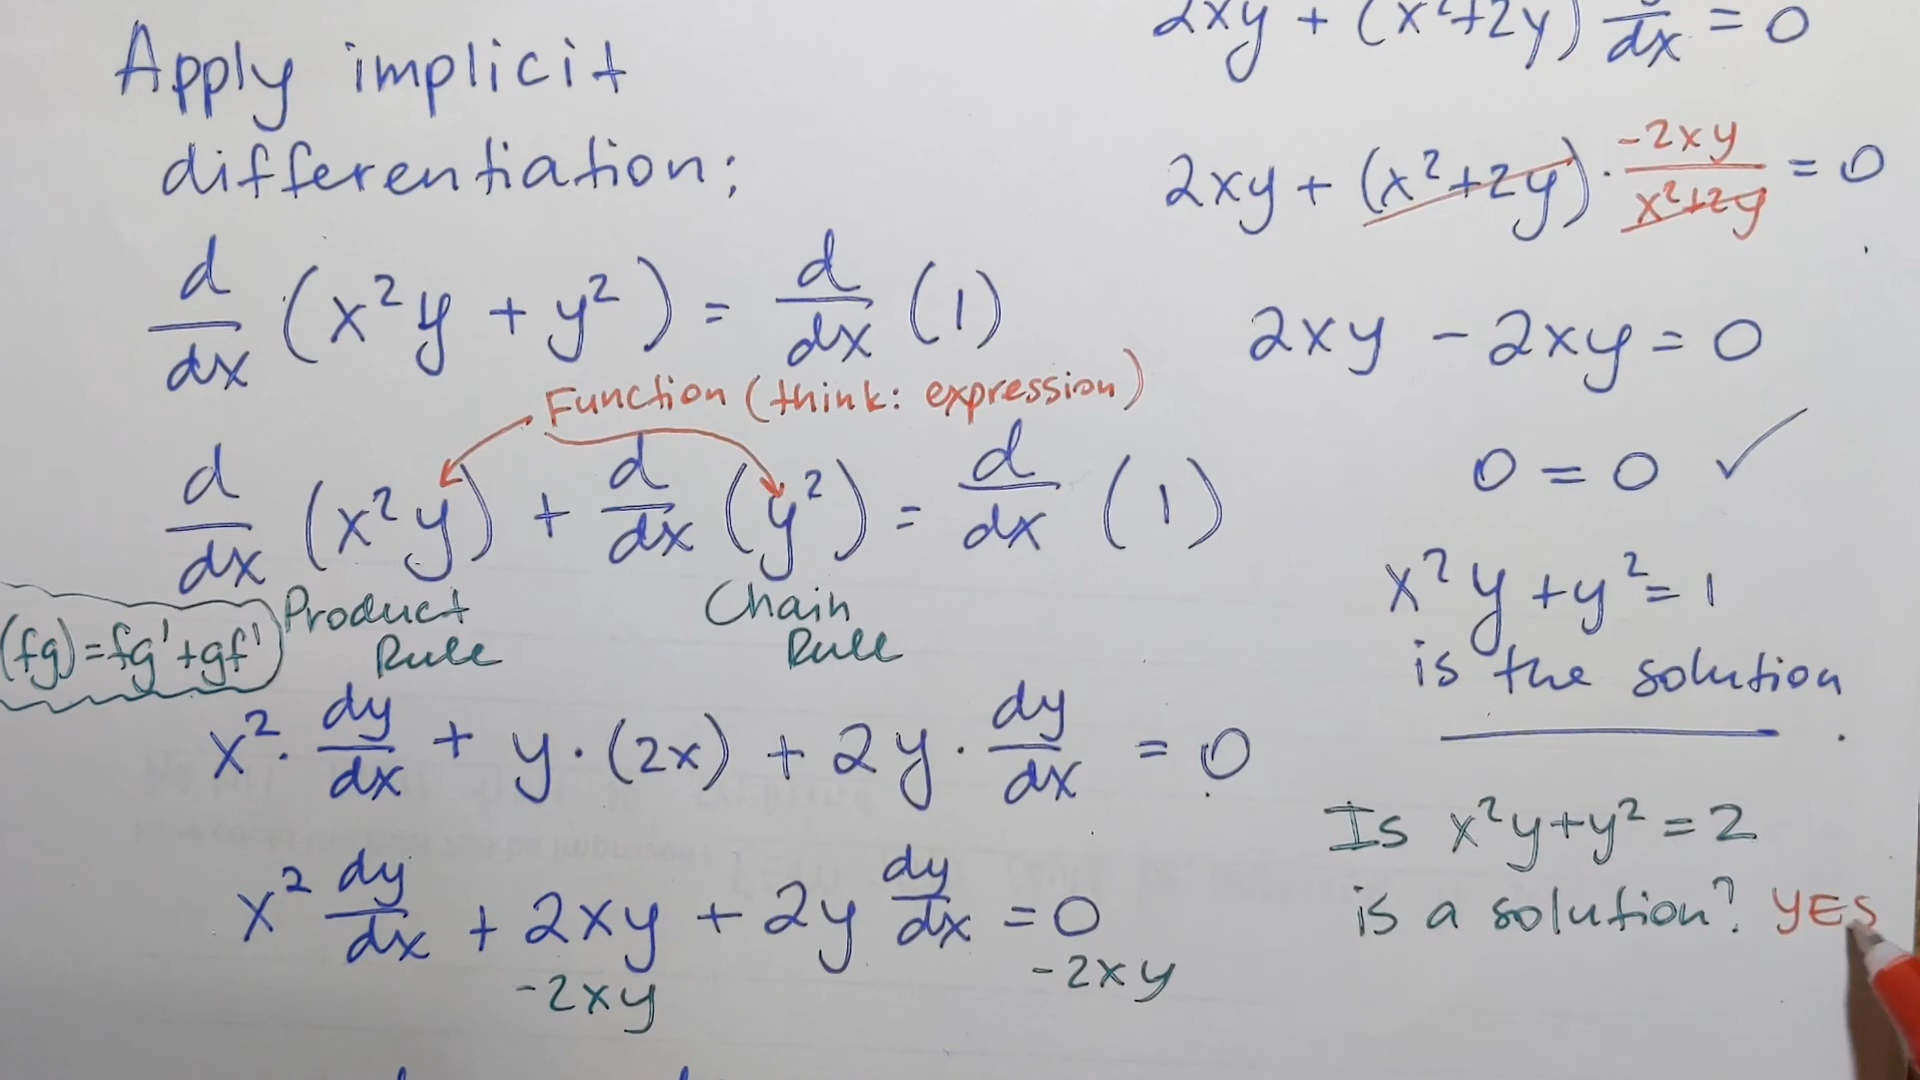 Apply implicit
differentiation:
d/dx (x²y + y²) = d/dx (1)
Function (think: expression)
d/dx (x²y) + d/dx (y²) = d/dx (1)
Product Rule
Chain Rule
(fg)=fg'+gf'
x² · dy/dx + y · (2x) + 2y · dy/dx = 0
x² dy/dx + 2xy + 2y dy/dx = 0
-2xy -2xy
2xy + (x²+2y) dy/dx = 0
2xy + (x²+2y) · -2xy/x²+2y = 0
2xy - 2xy = 0
0 = 0 ✓
x²y + y² = 1
is the solution.
Is x²y+y² = 2
is a solution? YES